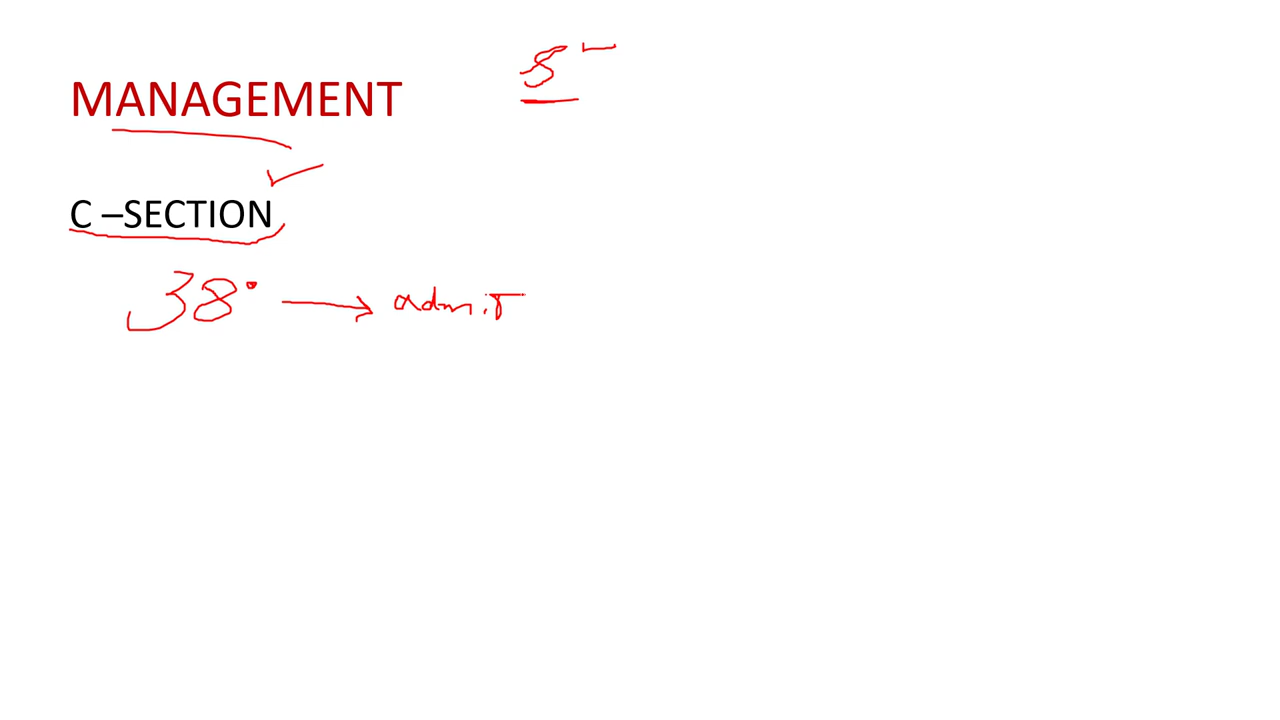 MANAGEMENT
C –SECTION
38° → admit